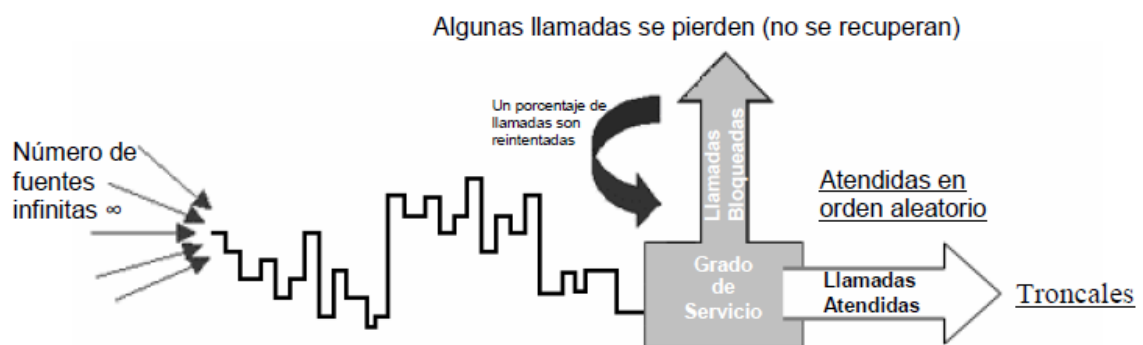 Algunas llamadas se pierden (no se recuperan)
Un porcentaje de
llamadas son
reintentadas
Número de
fuentes
infinitas ∞
Llamadas
Bloqueadas
Atendidas en
orden aleatorio
Grado
de
Servicio
Llamadas
Atendidas
Troncales